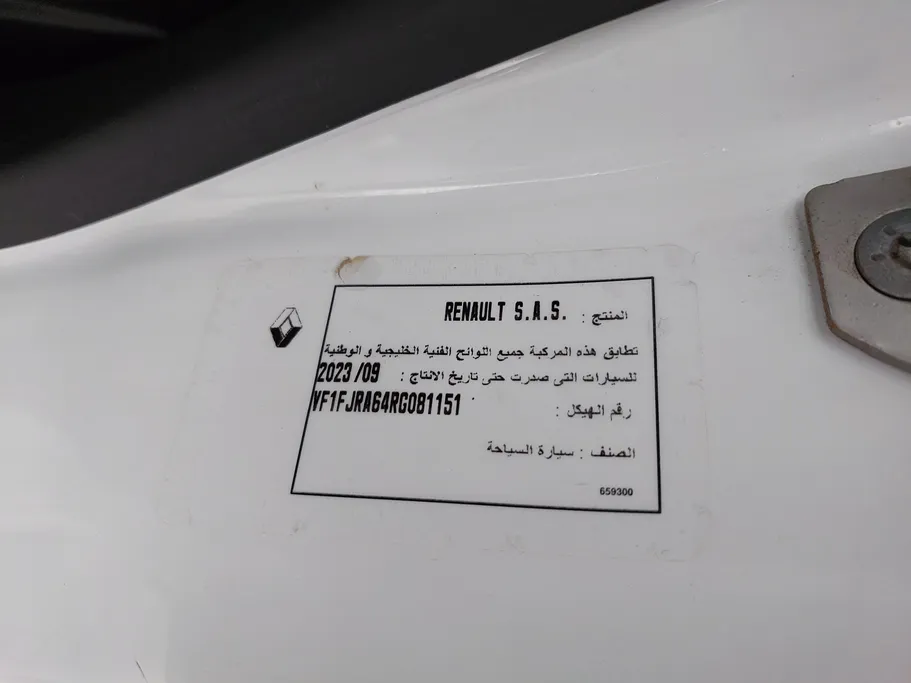 المنتج : RENAULT S.A.S.
تطابق هذه المركبة جميع اللوائح الفنية الخليجية و الوطنية
للسيارات التى صدرت حتى تاريخ الانتاج : 2023/09
رقم الهيكل : VF1FJRA64RG081151
الصنف : سيارة السياحة
659300